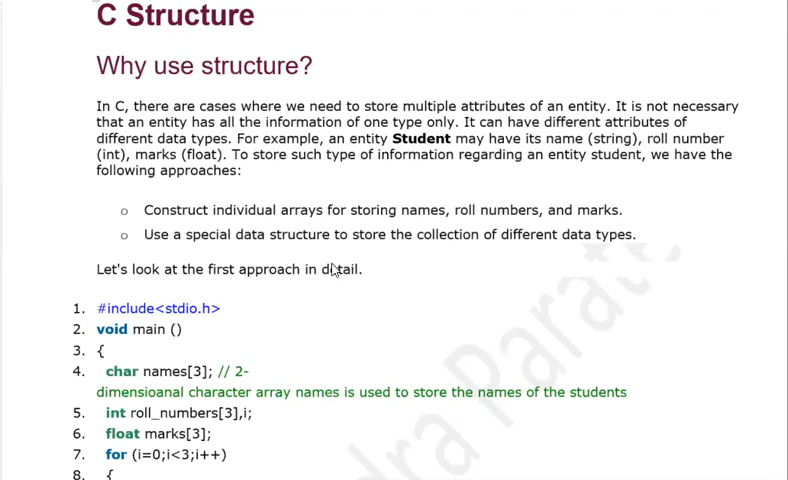 C Structure
Why use structure?
In C, there are cases where we need to store multiple attributes of an entity. It is not necessary
that an entity has all the information of one type only. It can have different attributes of
different data types. For example, an entity Student may have its name (string), roll number
(int), marks (float). To store such type of information regarding an entity student, we have the
following approaches:
o Construct individual arrays for storing names, roll numbers, and marks.
o Use a special data structure to store the collection of different data types.
Let's look at the first approach in detail.
1. #include<stdio.h>
2. void main ()
3. {
4. char names[3]; // 2-
dimensioanal character array names is used to store the names of the students
5. int roll_numbers[3],i;
6. float marks[3];
7. for (i=0;i<3;i++)
8. {